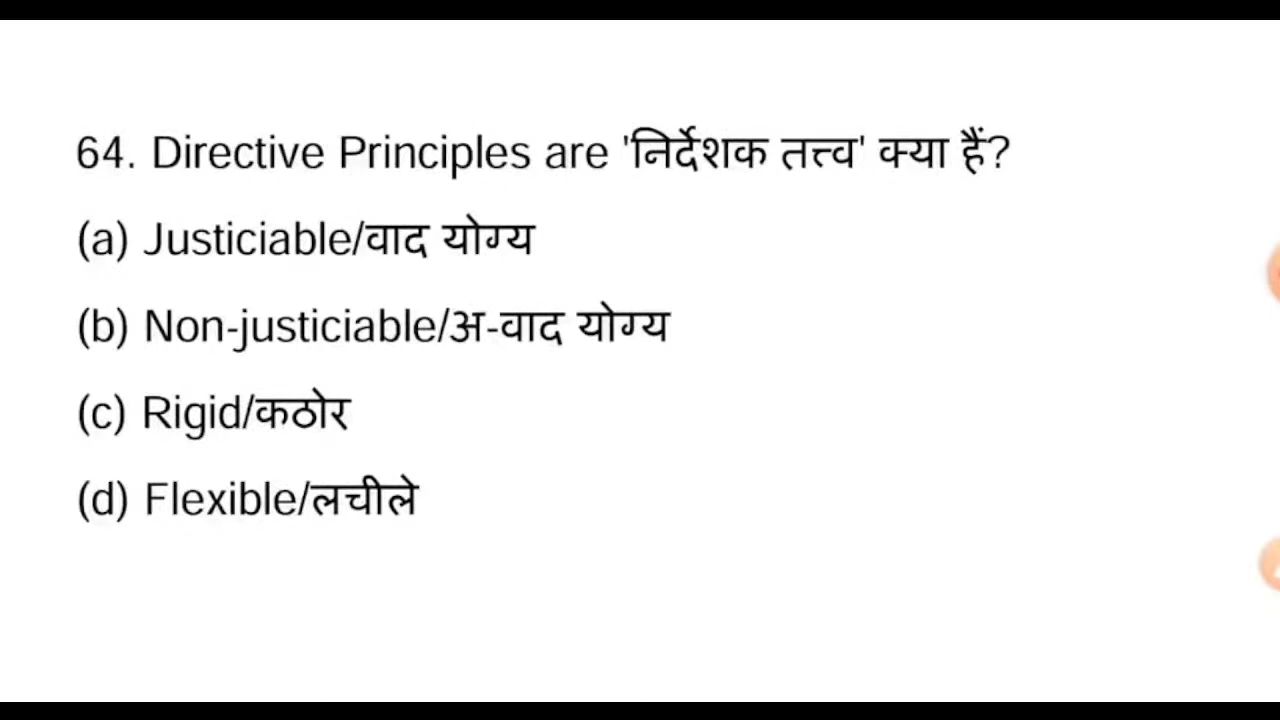 64. Directive Principles are 'निर्देशक तत्त्व' क्या हैं?
(a) Justiciable/वाद योग्य
(b) Non-justiciable/अ-वाद योग्य
(c) Rigid/कठोर
(d) Flexible/लचीले